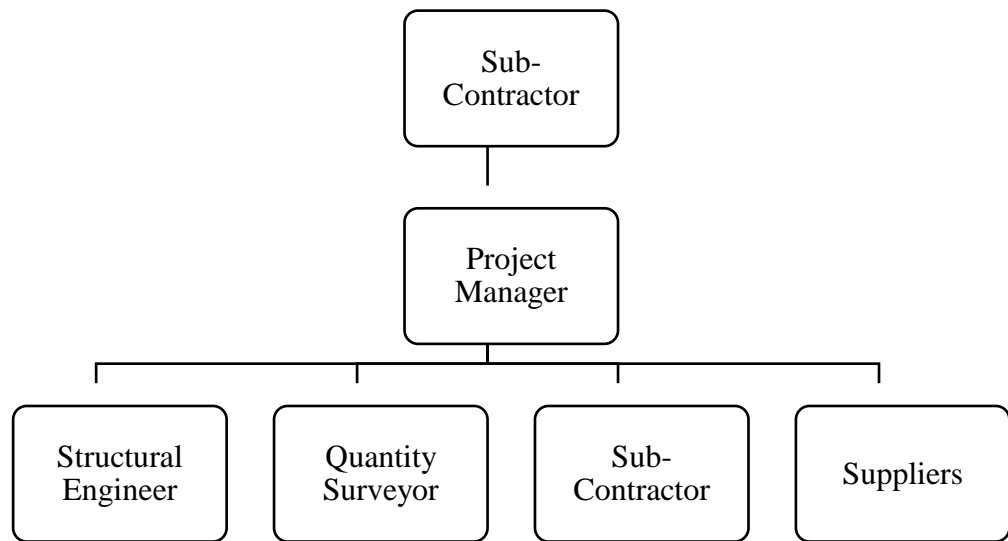 Sub-
Contractor
Project
Manager
Structural
Engineer
Quantity
Surveyor
Sub-
Contractor
Suppliers